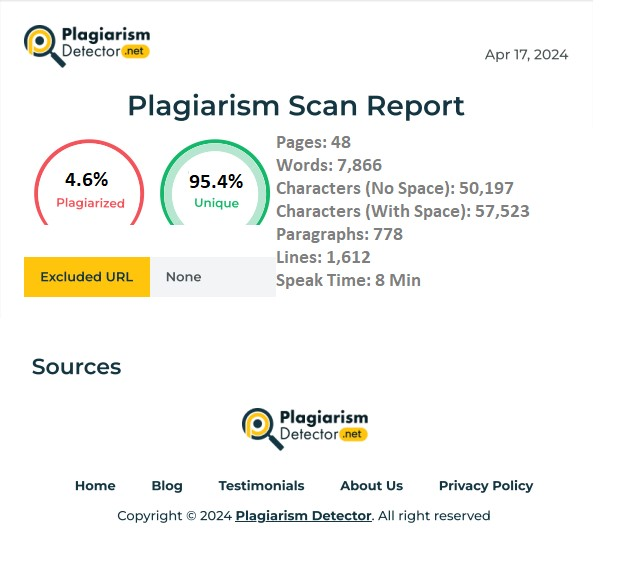 Plagiarism
Detector.net
Apr 17, 2024
Plagiarism Scan Report
4.6%
Plagiarized
95.4%
Unique
Pages: 48
Words: 7,866
Characters (No Space): 50,197
Characters (With Space): 57,523
Paragraphs: 778
Lines: 1,612
Speak Time: 8 Min
Excluded URL
None
Sources
Plagiarism
Detector.net
Home Blog Testimonials About Us Privacy Policy
Copyright © 2024 Plagiarism Detector. All right reserved